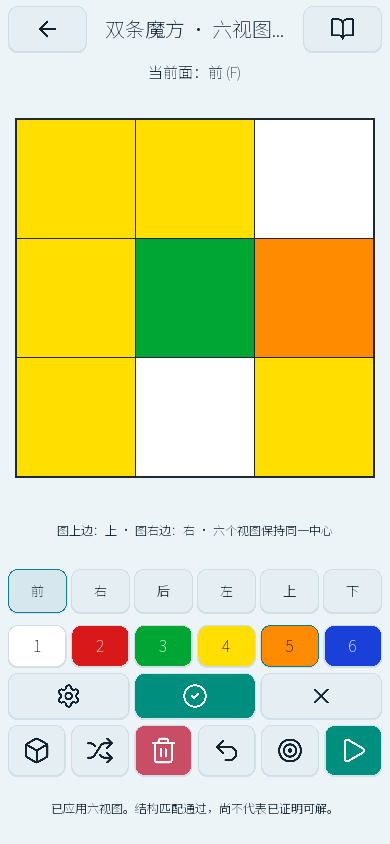 双条魔方 · 六视图...
当前面：前 (F)
图上边：上 · 图右边：右 · 六个视图保持同一中心
前 右 后 左 上 下
1 2 3 4 5 6
已应用六视图。结构匹配通过，尚不代表已证明可解。